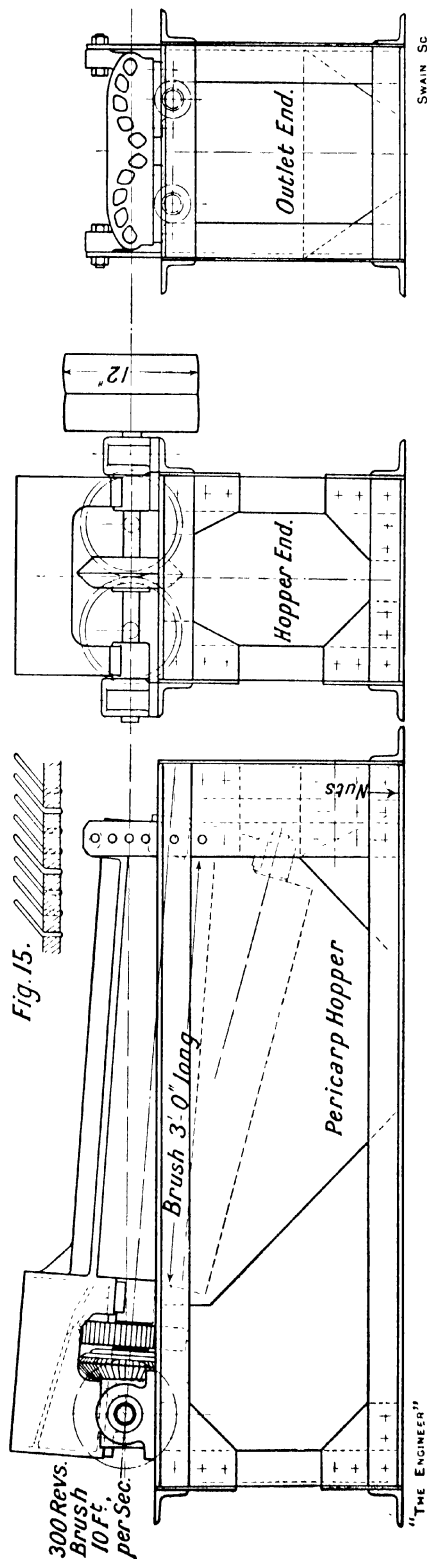 Fig. 15.
300 Revs.
Brush
10 Fᵗ,
per Sec.
Brush 3'-0" long
Pericarp Hopper
Nuts
12"
Hopper End.
Outlet End.
"THE ENGINEER"
SWAIN SC